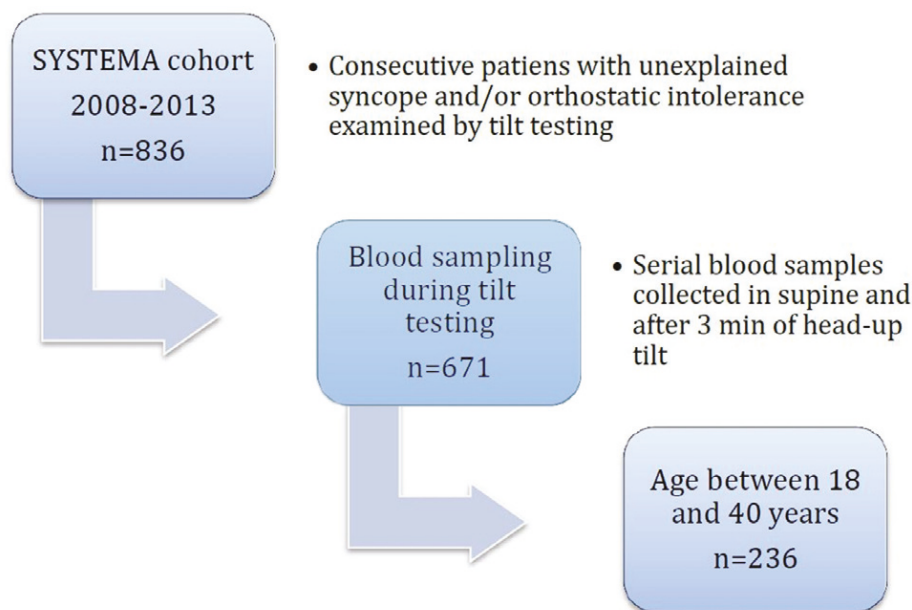 SYSTEMA cohort
2008-2013
n=836
• Consecutive patiens with unexplained
syncope and/or orthostatic intolerance
examined by tilt testing
Blood sampling
during tilt
testing
n=671
• Serial blood samples
collected in supine and
after 3 min of head-up
tilt
Age between 18
and 40 years
n=236